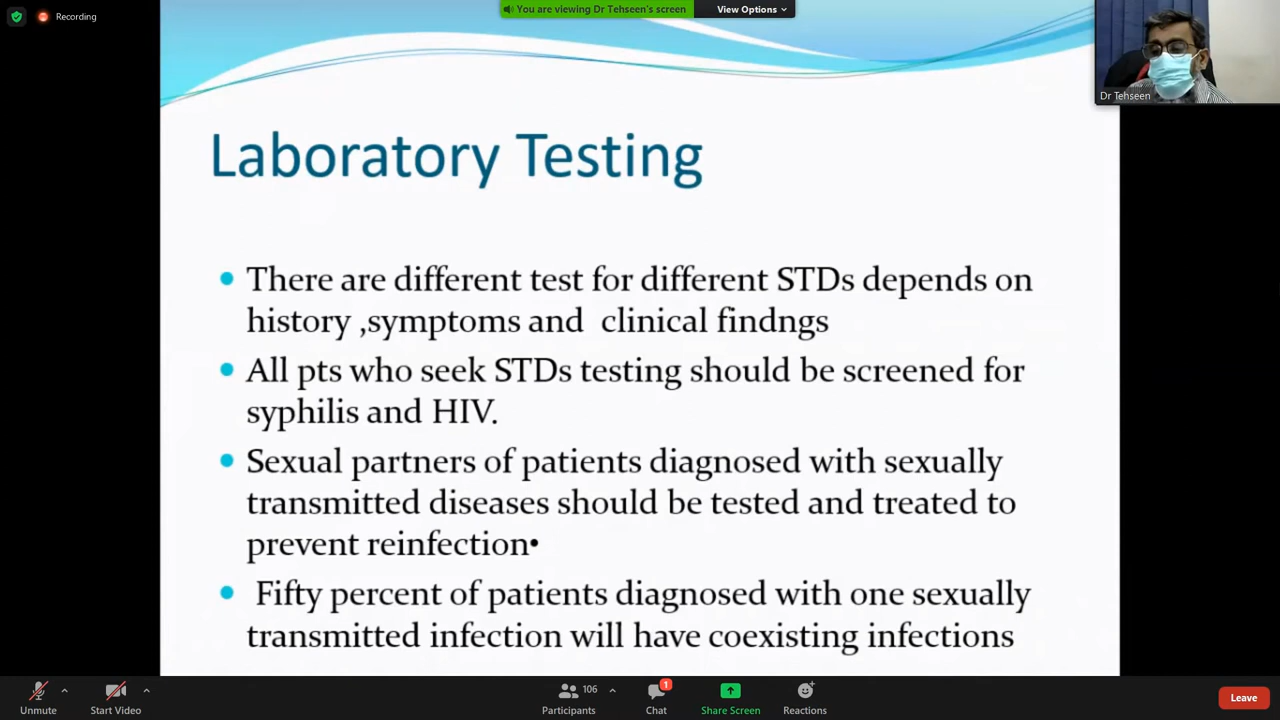 Recording
You are viewing Dr Tehseen's screen
View Options
Dr Tehseen
Laboratory Testing
There are different test for different STDs depends on
history ,symptoms and clinical findngs
All pts who seek STDs testing should be screened for
syphilis and HIV.
Sexual partners of patients diagnosed with sexually
transmitted diseases should be tested and treated to
prevent reinfection•
Fifty percent of patients diagnosed with one sexually
transmitted infection will have coexisting infections
Unmute
Start Video
106
Participants
1
Chat
Share Screen
Reactions
Leave